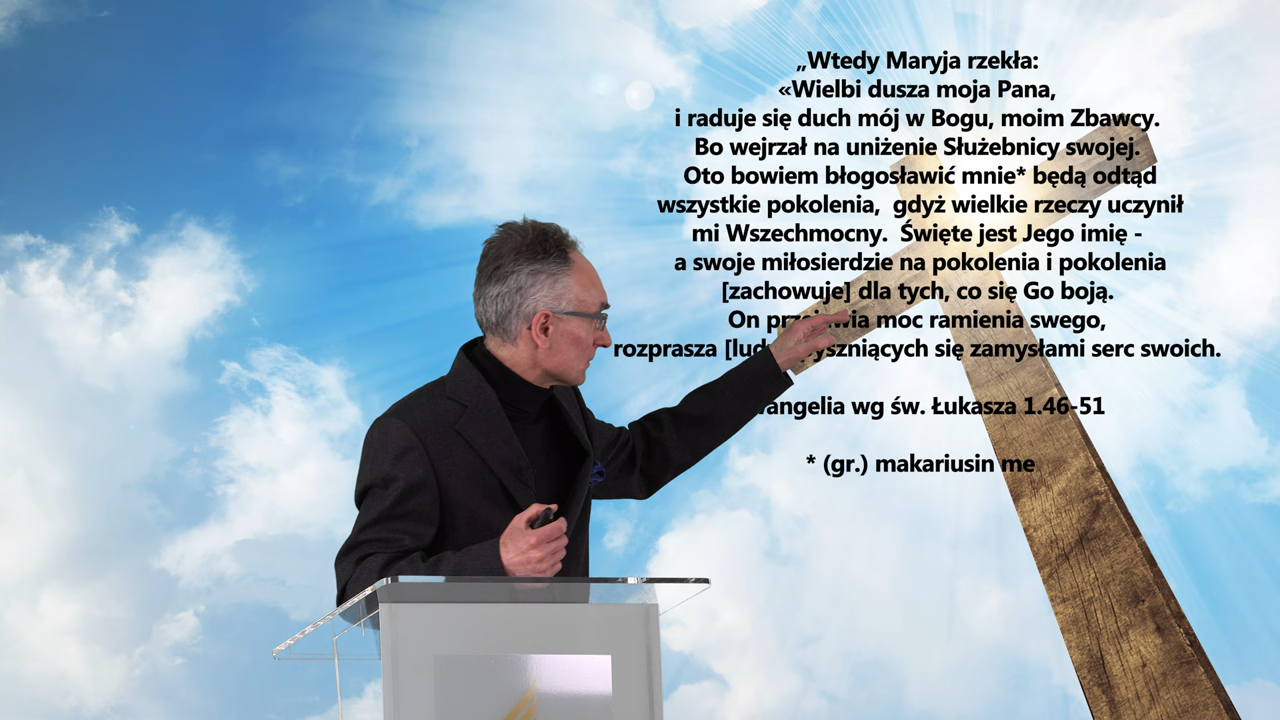 „Wtedy Maryja rzekła:
«Wielbi dusza moja Pana,
i raduje się duch mój w Bogu, moim Zbawcy.
Bo wejrzał na uniżenie Służebnicy swojej.
Oto bowiem błogosławić mnie* będą odtąd
wszystkie pokolenia,  gdyż wielkie rzeczy uczynił
mi Wszechmocny.  Święte jest Jego imię -
a swoje miłosierdzie na pokolenia i pokolenia
[zachowuje] dla tych, co się Go boją.
On moc ramienia swego,
rozprasza się zamysłami serc swoich.
wg św. Łukasza 1.46-51
* (gr.) makariusin me